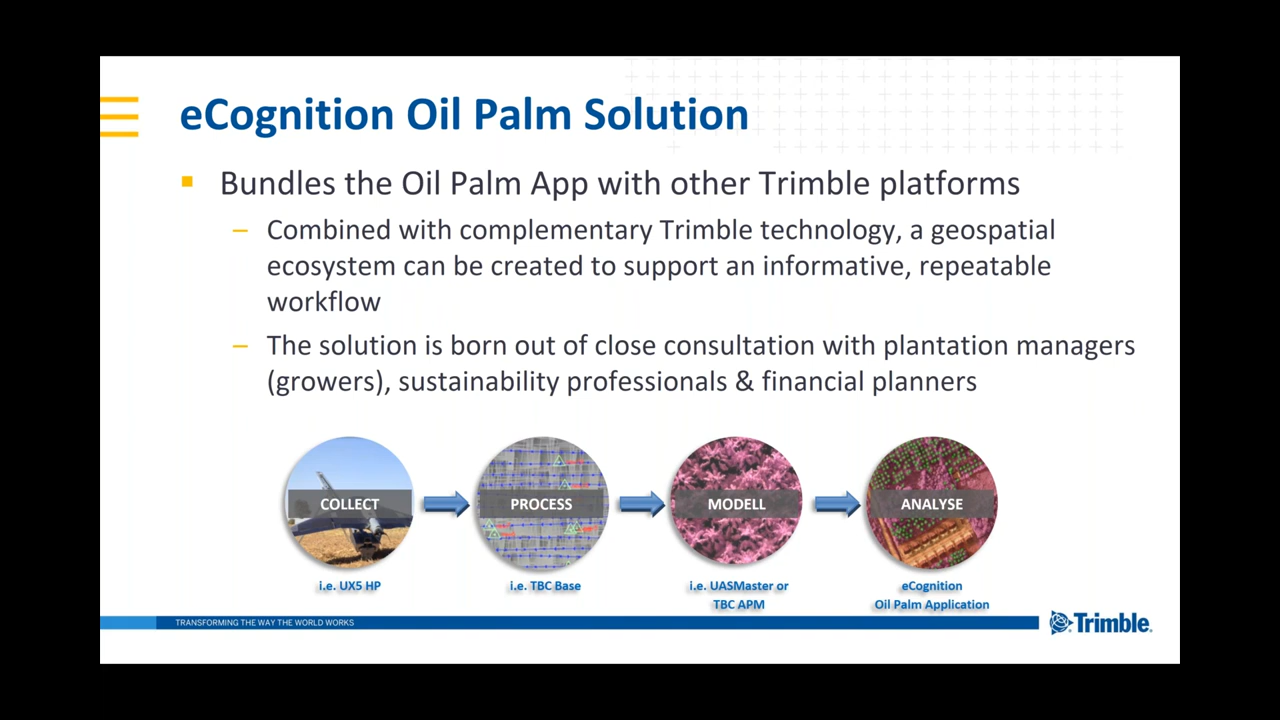 eCognition Oil Palm Solution
Bundles the Oil Palm App with other Trimble platforms
– Combined with complementary Trimble technology, a geospatial
ecosystem can be created to support an informative, repeatable
workflow
– The solution is born out of close consultation with plantation managers
(growers), sustainability professionals & financial planners
COLLECT
PROCESS
MODELL
ANALYSE
i.e. UX5 HP
i.e. TBC Base
i.e. UASMaster or
TBC APM
eCognition
Oil Palm Application
TRANSFORMING THE WAY THE WORLD WORKS
Trimble